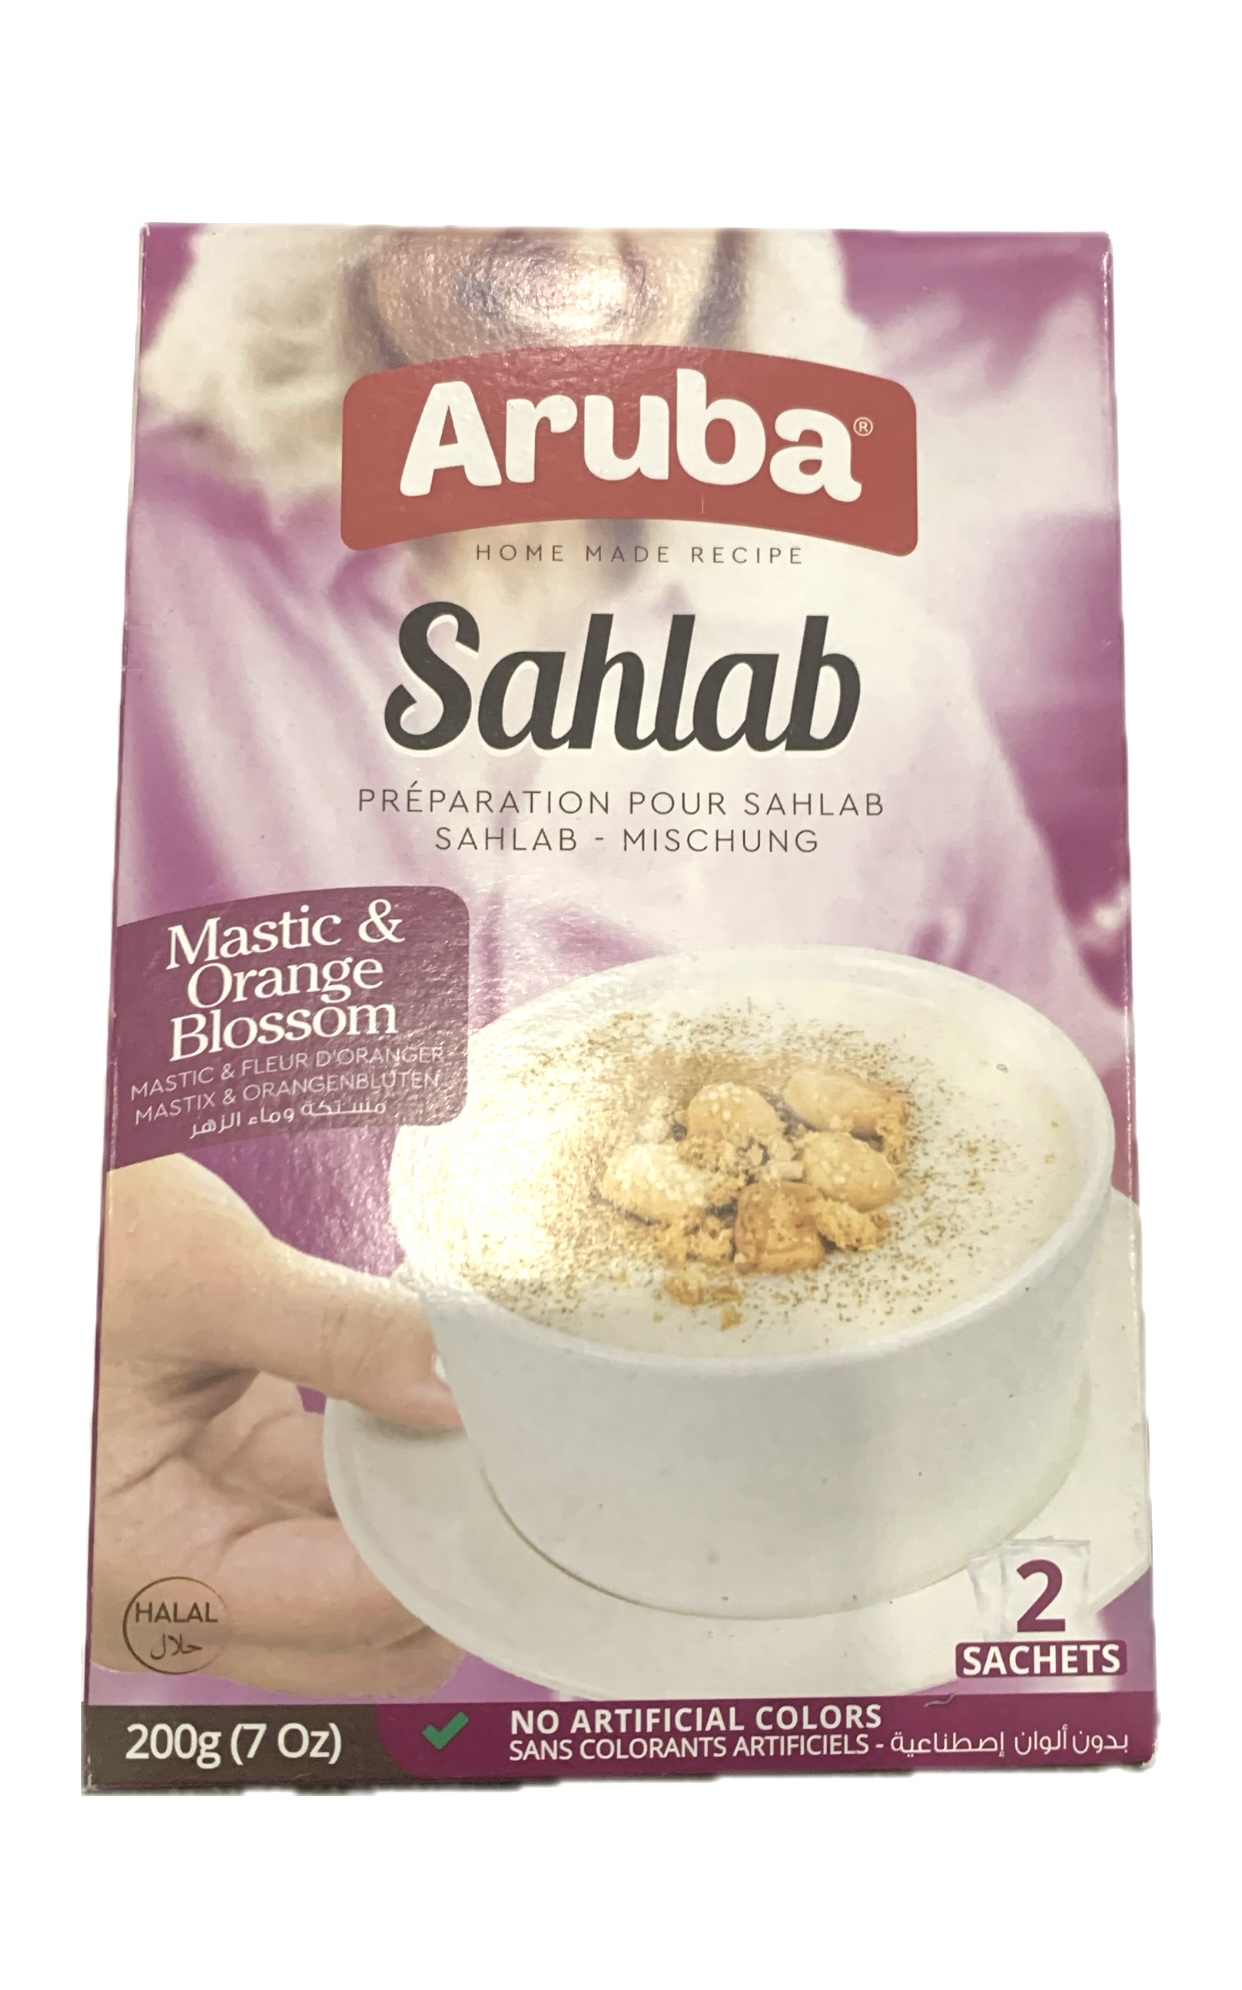 Aruba®
HOME MADE RECIPE
Sahlab
PRÉPARATION POUR SAHLAB
SAHLAB - MISCHUNG
Mastic &
Orange
Blossom
MASTIC & FLEUR D'ORANGER
MASTIX & ORANGENBLÜTEN
مستكة وماء الزهر
HALAL
حلال
2
SACHETS
200g (7 Oz)
NO ARTIFICIAL COLORS
SANS COLORANTS ARTIFICIELS - بدون ألوان إصطناعية